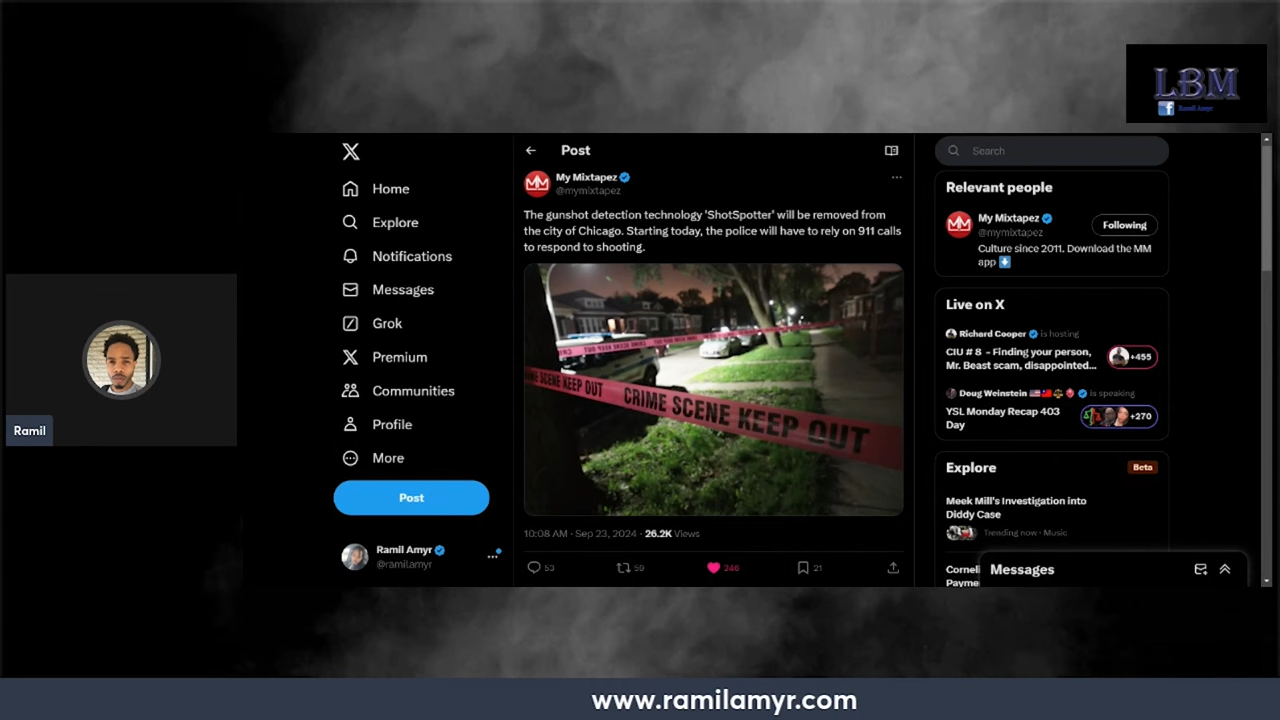 LBM
Ramil Amyr
Ramil
Home
Explore
Notifications
Messages
Grok
Premium
Communities
Profile
More
Post
Ramil Amyr
@ramilamyr
Post
My Mixtapez
@mymixtapez
The gunshot detection technology 'ShotSpotter' will be removed from
the city of Chicago. Starting today, the police will have to rely on 911 calls
to respond to shooting.
CRIME SCENE KEEP OUT
SCENE KEEP OUT
CRIME SCENE KEEP OUT
10:08 AM · Sep 23, 2024 · 26.2K Views
53
59
246
21
Search
Relevant people
My Mixtapez
@mymixtapez
Following
Culture since 2011. Download the MM
app
Live on X
Richard Cooper is hosting
CIU # 8 - Finding your person,
Mr. Beast scam, disappointed...
+455
Doug Weinstein is speaking
YSL Monday Recap 403
Day
+270
Explore
Beta
Meek Mill's Investigation into
Diddy Case
Trending now · Music
Messages
www.ramilamyr.com